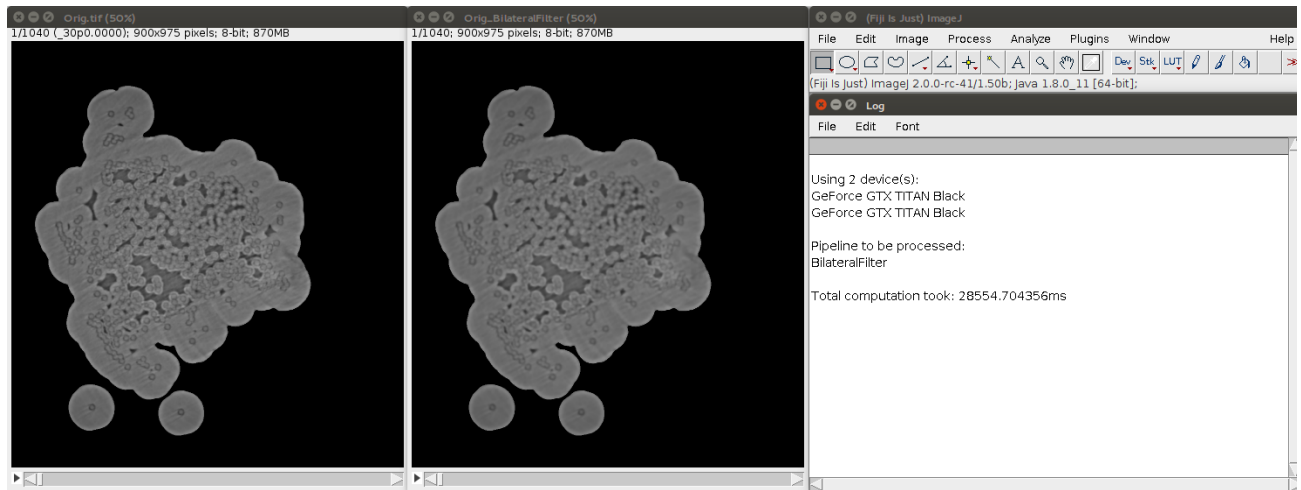 Orig.tif (50%)
1/1040 (_30p0.0000); 900x975 pixels; 8-bit; 870MB
Orig_BilateralFilter (50%)
1/1040; 900x975 pixels; 8-bit; 870MB
(Fiji Is Just) ImageJ
File Edit Image Process Analyze Plugins Window Help
A Dev Stk LUT
(Fiji Is Just) ImageJ 2.0.0-rc-41/1.50b; Java 1.8.0_11 [64-bit];
Log
File Edit Font
Using 2 device(s):
GeForce GTX TITAN Black
GeForce GTX TITAN Black
Pipeline to be processed:
BilateralFilter
Total computation took: 28554.704356ms